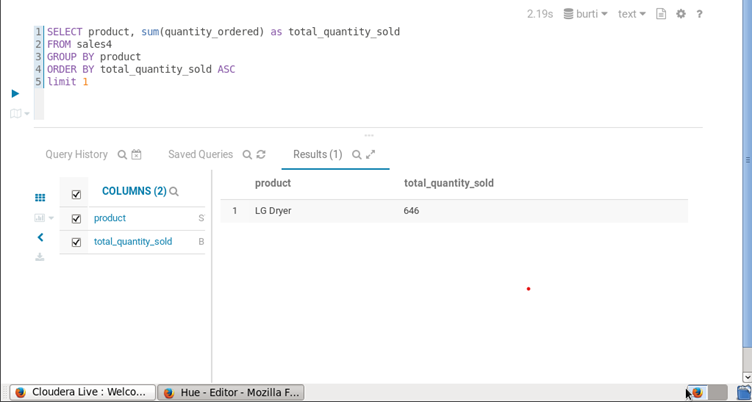 2.19s burti text ?
1 SELECT product, sum(quantity_ordered) as total_quantity_sold
2 FROM sales4
3 GROUP BY product
4 ORDER BY total_quantity_sold ASC
5 limit 1
Query History Saved Queries Results (1)
COLUMNS (2)
product S
total_quantity_sold B
product total_quantity_sold
1 LG Dryer 646
Cloudera Live : Welco... Hue - Editor - Mozilla F...